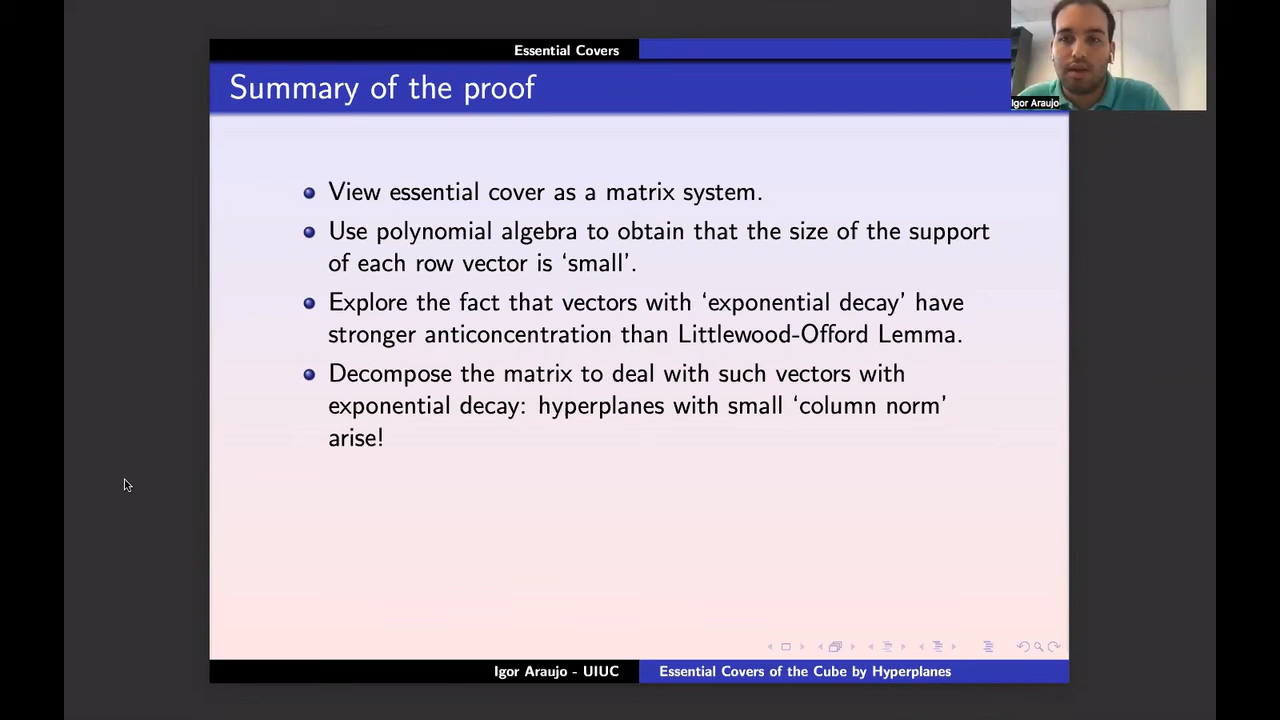 Essential Covers
Summary of the proof
Igor Araujo
View essential cover as a matrix system.
Use polynomial algebra to obtain that the size of the support
of each row vector is ‘small’.
Explore the fact that vectors with ‘exponential decay’ have
stronger anticoncentration than Littlewood-Offord Lemma.
Decompose the matrix to deal with such vectors with
exponential decay: hyperplanes with small ‘column norm’
arise!
Igor Araujo - UIUC
Essential Covers of the Cube by Hyperplanes